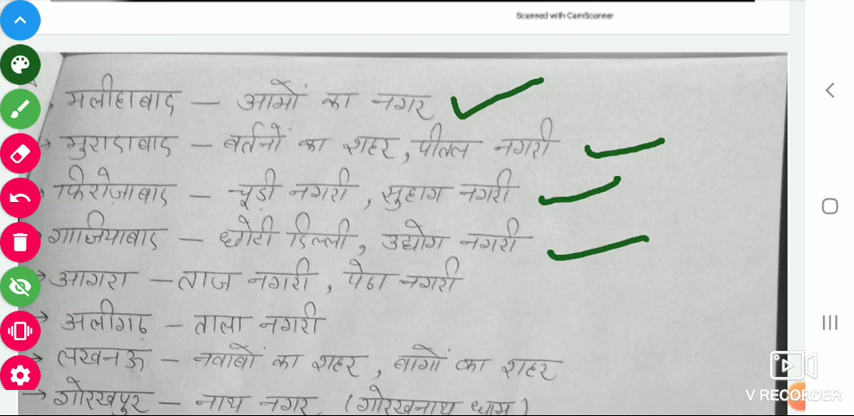 Scanned with CamScanner
मलीहाबाद – आमों का नगर
→ मुरादाबाद – बर्तनों का शहर, पीतल नगरी
→ फिरोज़ाबाद – चूड़ी नगरी, सुहाग नगरी
गाजियाबाद – छोटी दिल्ली, उद्योग नगरी
→ आगरा – ताज नगरी, पेठा नगरी
→ अलीगढ़ – ताला नगरी
→ लखनऊ – नवाबों का शहर, बागों का शहर
→ गोरखपुर – नाथ नगर (गोरखनाथ धाम)
V RECORDER